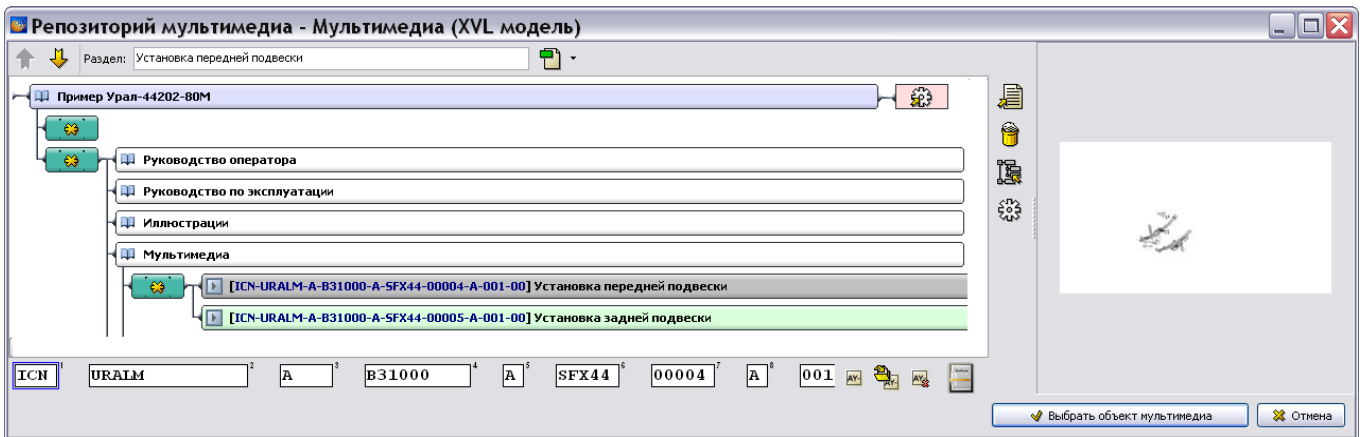 Репозиторий мультимедиа - Мультимедиа (XVL модель)
Раздел: Установка передней подвески
Пример Урал-44202-80М
Руководство оператора
Руководство по эксплуатации
Иллюстрации
Мультимедиа
[ICN-URALM-A-B31000-A-SFX44-00004-A-001-00] Установка передней подвески
[ICN-URALM-A-B31000-A-SFX44-00005-A-001-00] Установка задней подвески
ICN 1 URALM 2 A 3 B31000 4 A 5 SFX44 6 00004 7 A 8 001 AY- AY- AY-
Выбрать объект мультимедиа Отмена